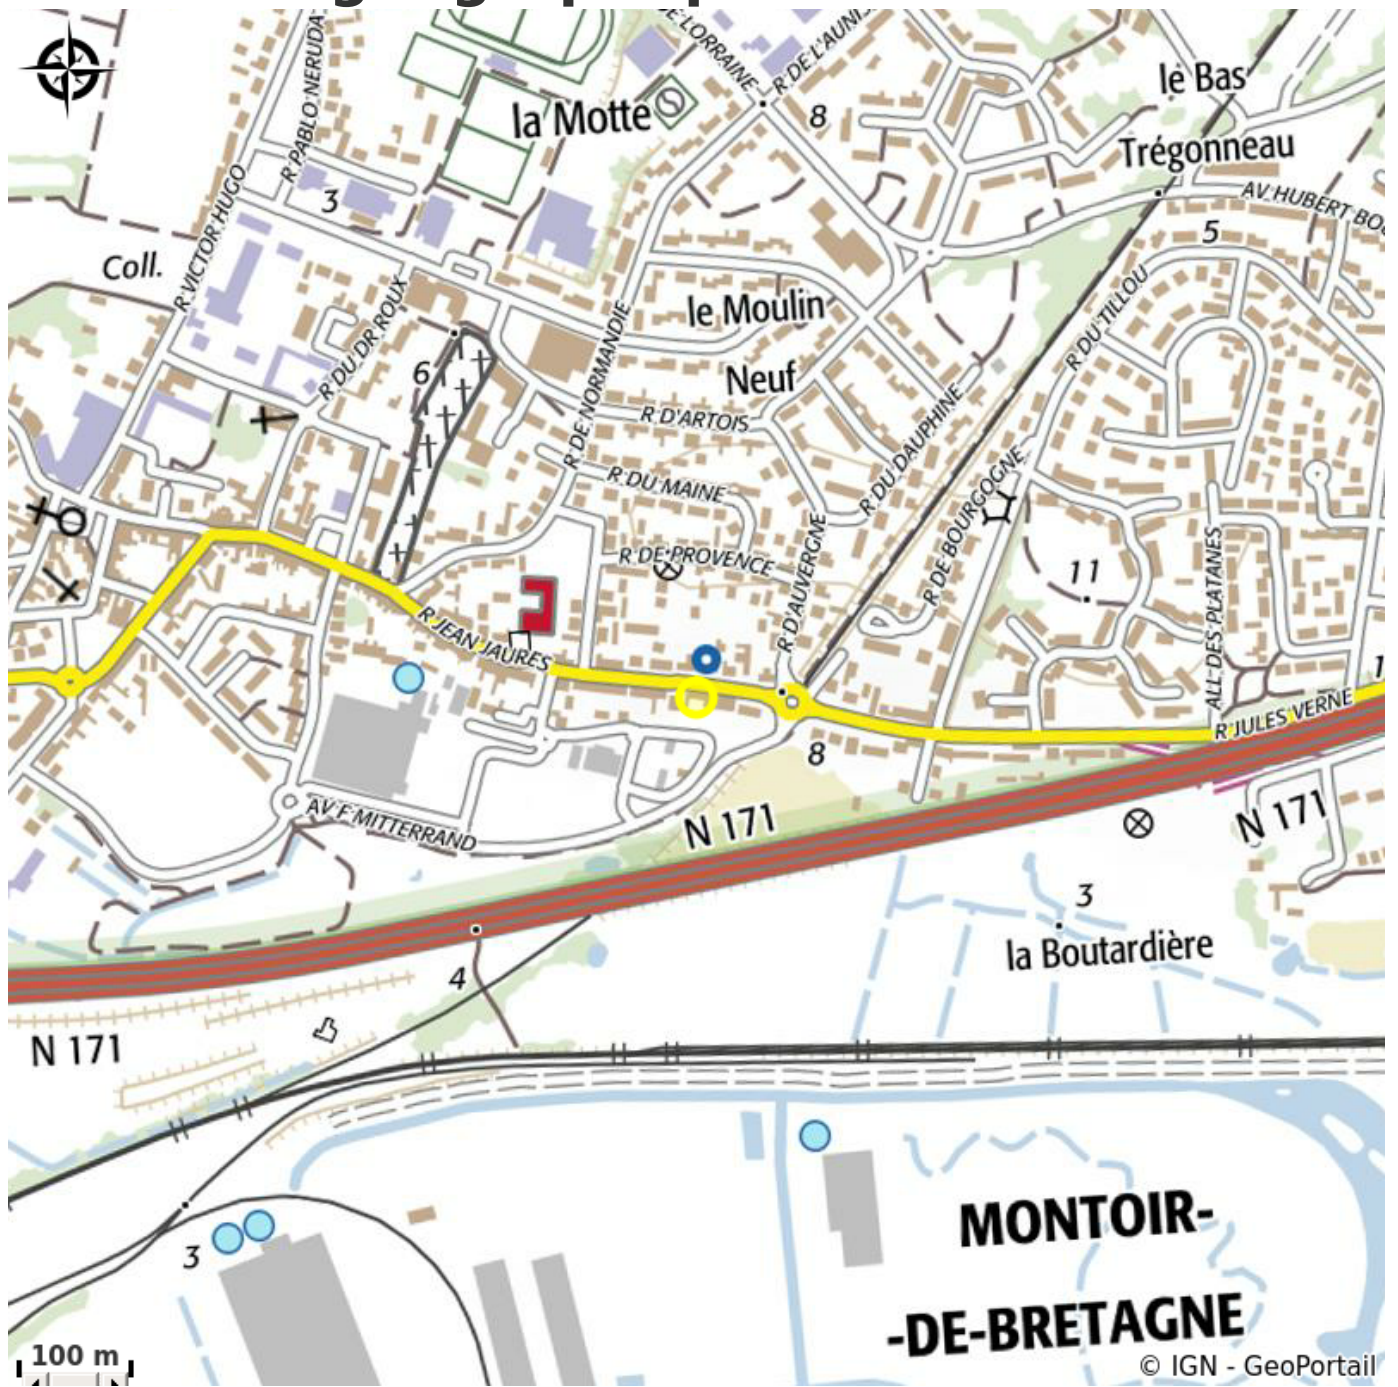 R PABLO NERUDA
DE LORRAINE
R DE L'AUNIS
8
le Bas
Trégonneau
la Motte
3
R VICTOR HUGO
AV HUBERT BOU
5
Coll.
R DU TILLOU
R DU DR ROUX
le Moulin
Neuf
R DE NORMANDIE
6
R D'ARTOIS
R DU DAUPHINE
R DU MAINE
R DE BOURGOGNE
R DE PROVENCE
R D'AUVERGNE
ALL DES PLATANES
11
R JEAN JAURES
1
R JULES VERNE
8
AV F MITTERRAND
N 171
N 171
3
la Boutardière
4
N 171
3
MONTOIR-
-DE-BRETAGNE
100 m
© IGN - GeoPortail